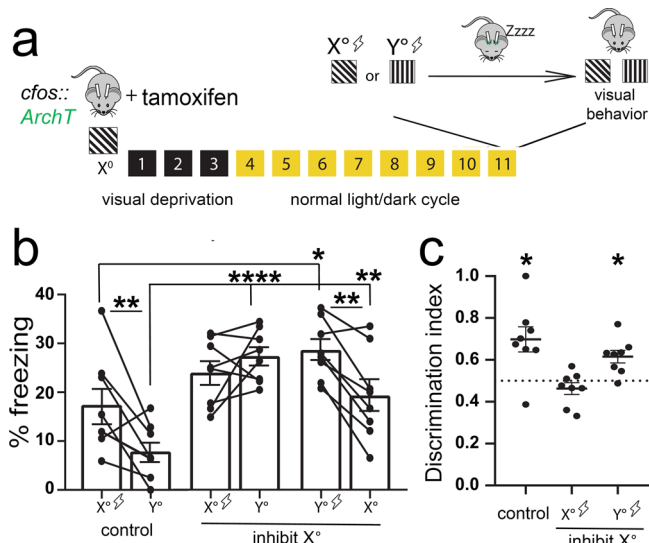 a
X° Y° Zzzz
or
cfos::
ArchT
+ tamoxifen
visual
behavior
X⁰
1 2 3 4 5 6 7 8 9 10 11
visual deprivation normal light/dark cycle
b
c
% freezing
40
30
20
10
0
** * **** ** **
X° Y° X° Y° Y° X°
control
inhibit X°
Discrimination index
1.0
0.8
0.6
0.4
0.2
0.0
* *
control X° Y°
inhibit X°